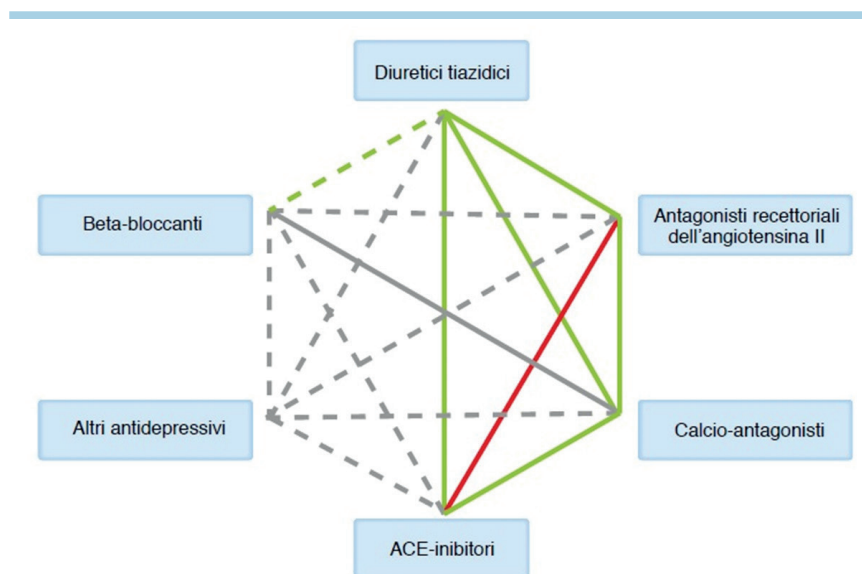 Diuretici tiazidici
Beta-bloccanti
Antagonisti recettoriali
dell'angiotensina II
Altri antidepressivi
Calcio-antagonisti
ACE-inibitori